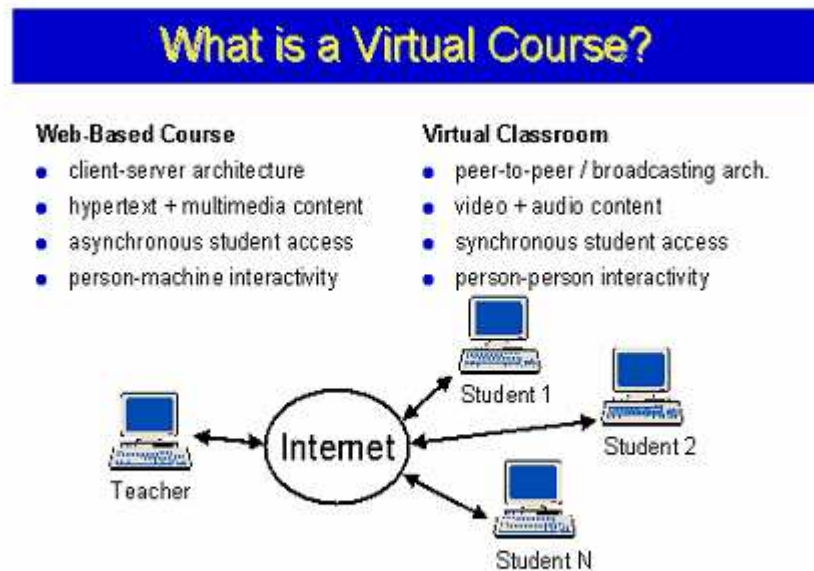 What is a Virtual Course?
Web-Based Course
client-server architecture
hypertext + multimedia content
asynchronous student access
person-machine interactivity
Virtual Classroom
peer-to-peer / broadcasting arch.
video + audio content
synchronous student access
person-person interactivity
Student 1
Student 2
Internet
Teacher
Student N